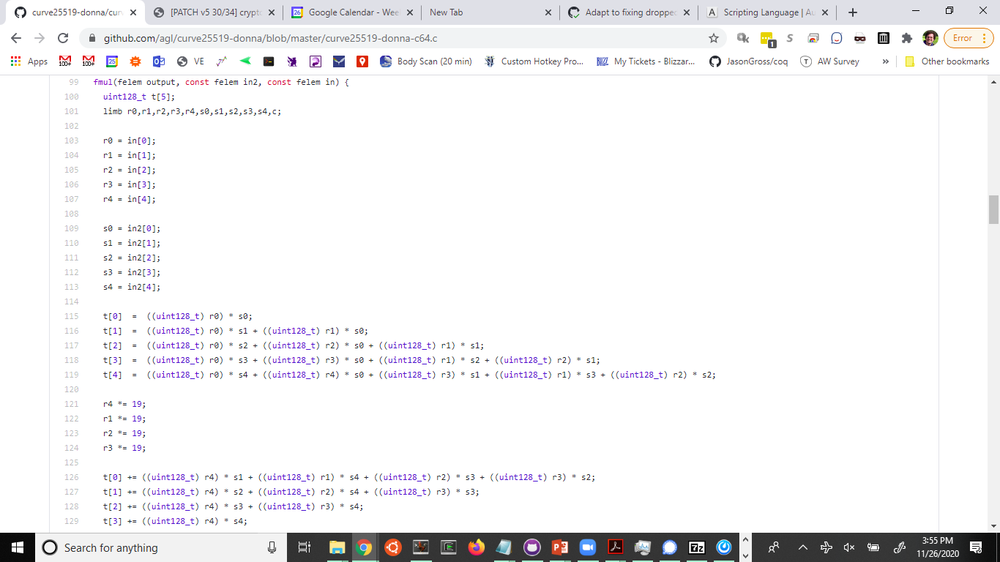 curve25519-donna/curv
[PATCH v5 30/34] crypto
Google Calendar - Wee
New Tab
Adapt to fixing dropped
Scripting Language | Au
github.com/agl/curve25519-donna/blob/master/curve25519-donna-c64.c
Error
Apps
VE
Body Scan (20 min)
Custom Hotkey Pro...
My Tickets - Blizzar...
JasonGross/coq
AW Survey
»
Other bookmarks
99 fmul(felem output, const felem in2, const felem in) {
100 uint128_t t[5];
101 limb r0,r1,r2,r3,r4,s0,s1,s2,s3,s4,c;
102
103 r0 = in[0];
104 r1 = in[1];
105 r2 = in[2];
106 r3 = in[3];
107 r4 = in[4];
108
109 s0 = in2[0];
110 s1 = in2[1];
111 s2 = in2[2];
112 s3 = in2[3];
113 s4 = in2[4];
114
115 t[0]  =  ((uint128_t) r0) * s0;
116 t[1]  =  ((uint128_t) r0) * s1 + ((uint128_t) r1) * s0;
117 t[2]  =  ((uint128_t) r0) * s2 + ((uint128_t) r2) * s0 + ((uint128_t) r1) * s1;
118 t[3]  =  ((uint128_t) r0) * s3 + ((uint128_t) r3) * s0 + ((uint128_t) r1) * s2 + ((uint128_t) r2) * s1;
119 t[4]  =  ((uint128_t) r0) * s4 + ((uint128_t) r4) * s0 + ((uint128_t) r3) * s1 + ((uint128_t) r1) * s3 + ((uint128_t) r2) * s2;
120
121 r4 *= 19;
122 r1 *= 19;
123 r2 *= 19;
124 r3 *= 19;
125
126 t[0] += ((uint128_t) r4) * s1 + ((uint128_t) r1) * s4 + ((uint128_t) r2) * s3 + ((uint128_t) r3) * s2;
127 t[1] += ((uint128_t) r4) * s2 + ((uint128_t) r2) * s4 + ((uint128_t) r3) * s3;
128 t[2] += ((uint128_t) r4) * s3 + ((uint128_t) r3) * s4;
129 t[3] += ((uint128_t) r4) * s4;
Search for anything
3:55 PM
11/26/2020